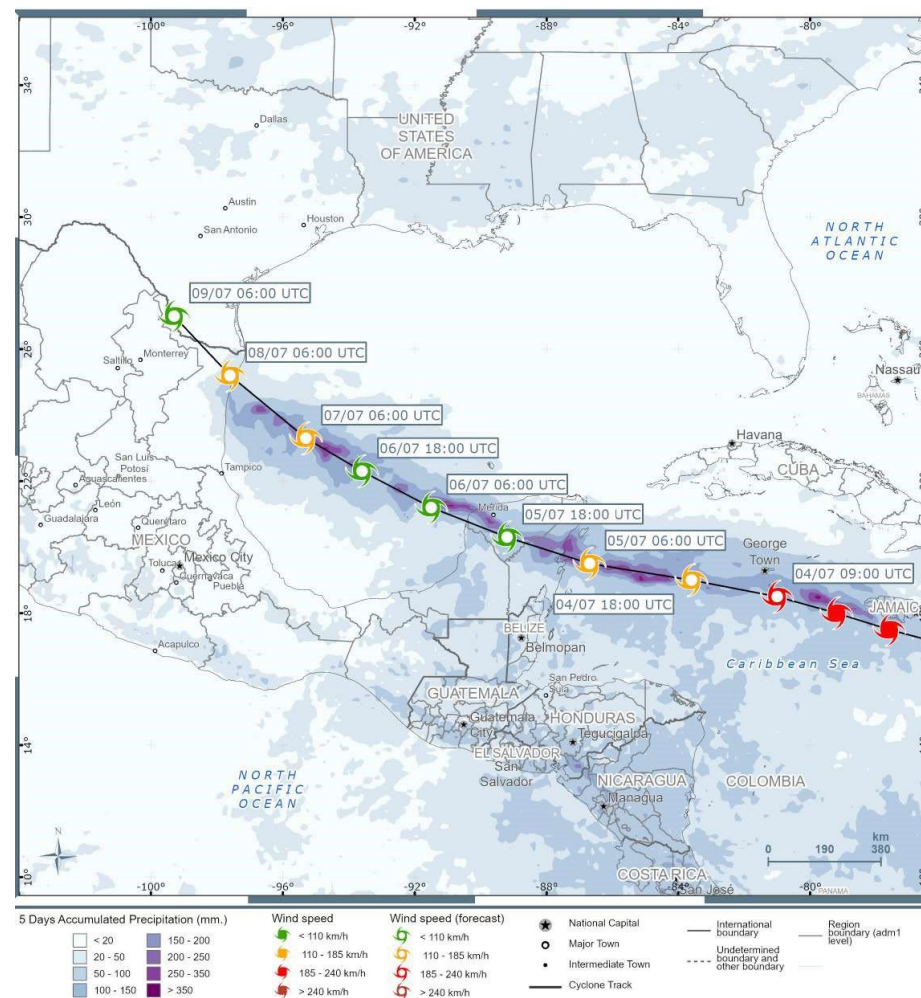 -100°
-96°
-92°
-88°
-84°
-80°
34°
Dallas
UNITED
STATES
OF AMERICA
Austin
Houston
San Antonio
30°
NORTH
ATLANTIC
OCEAN
09/07 06:00 UTC
26°
Monterrey
Saltillo
08/07 06:00 UTC
Nassau
BAHAMAS
07/07 06:00 UTC
Havana
06/07 18:00 UTC
CUBA
22°
San Luis
Potosí
Tampico
Aguascalientes
06/07 06:00 UTC
León
Mérida
05/07 18:00 UTC
Guadalajara
Querétaro
MEXICO
Mexico City
Toluca
Cuernavaca
Puebla
05/07 06:00 UTC
George
Town
04/07 09:00 UTC
04/07 18:00 UTC
JAMAIC
18°
BELIZE
Belmopan
Acapulco
Caribbean Sea
San Pedro
Sula
GUATEMALA
Guatemala
City
HONDURAS
Tegucigalpa
EL SALVADOR
San
Salvador
14°
NORTH
PACIFIC
OCEAN
NICARAGUA
Managua
COLOMBIA
N
km
0 190 380
COSTA RICA
San José
PANAMA
10°
-100°
-96°
-92°
-88°
-84°
-80°
5 Days Accumulated Precipitation (mm.)
< 20
20 - 50
50 - 100
100 - 150
150 - 200
200 - 250
250 - 350
> 350
Wind speed
< 110 km/h
110 - 185 km/h
185 - 240 km/h
> 240 km/h
Wind speed (forecast)
< 110 km/h
110 - 185 km/h
185 - 240 km/h
> 240 km/h
National Capital
Major Town
Intermediate Town
Cyclone Track
International
boundary
Undetermined
boundary and
other boundary
Region
boundary (adm1
level)